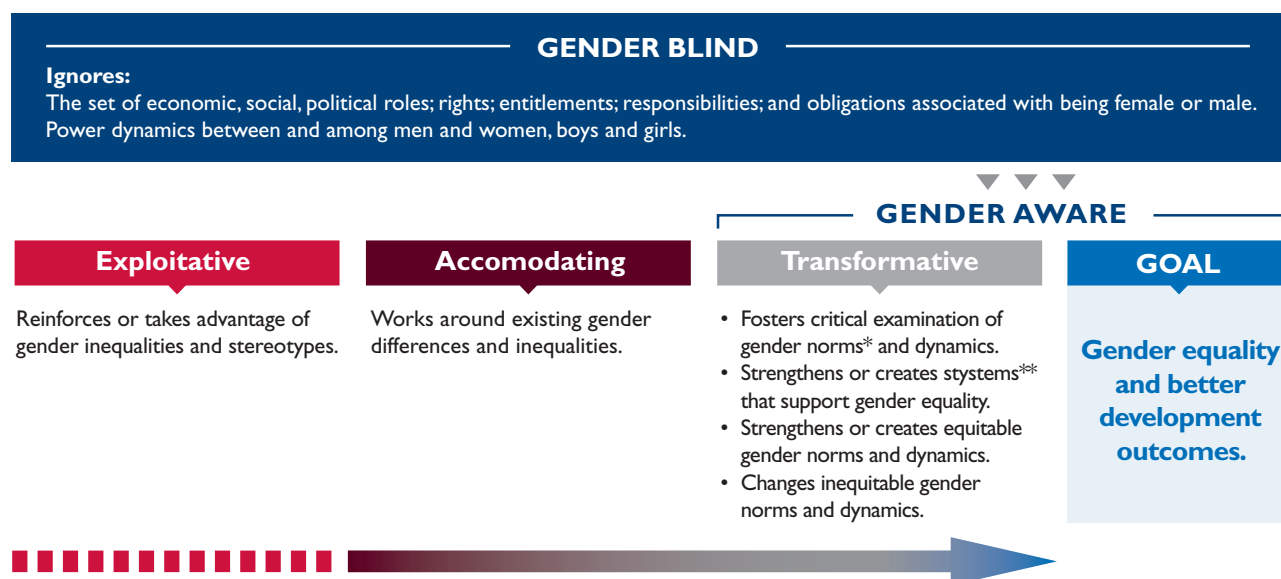 GENDER BLIND
Ignores:
The set of economic, social, political roles; rights; entitlements; responsibilities; and obligations associated with being female or male.
Power dynamics between and among men and women, boys and girls.
GENDER AWARE
Exploitative
Reinforces or takes advantage of
gender inequalities and stereotypes.
Accomodating
Works around existing gender
differences and inequalities.
Transformative
• Fosters critical examination of
gender norms* and dynamics.
• Strengthens or creates stystems**
that support gender equality.
• Strengthens or creates equitable
gender norms and dynamics.
• Changes inequitable gender
norms and dynamics.
GOAL
Gender equality
and better
development
outcomes.